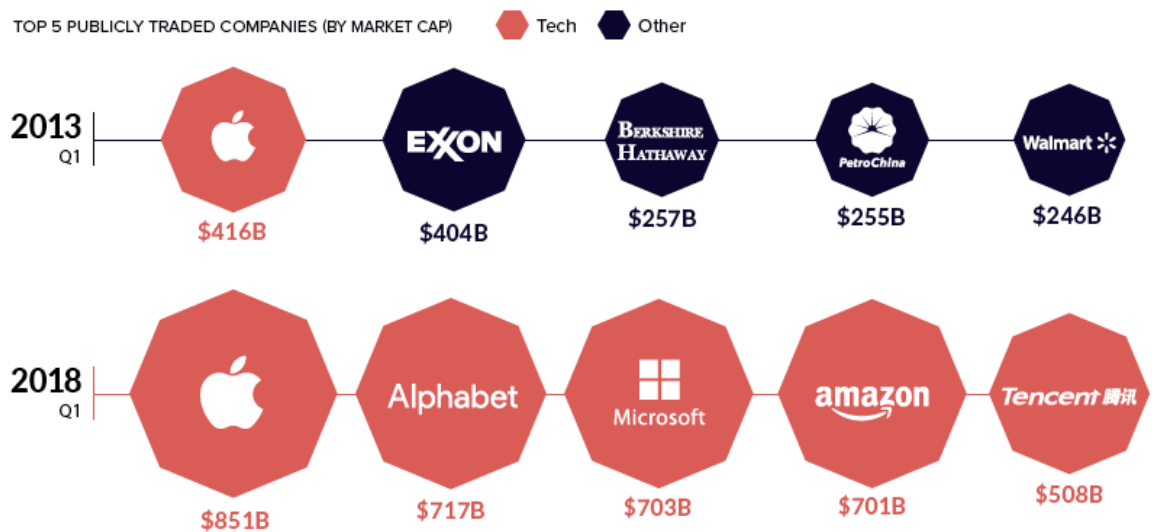 TOP 5 PUBLICLY TRADED COMPANIES (BY MARKET CAP)
Tech
Other
2013
Q1
EXXON
BERKSHIRE
HATHAWAY
PetroChina
Walmart
$416B
$404B
$257B
$255B
$246B
2018
Q1
Alphabet
Microsoft
amazon
Tencent 腾讯
$851B
$717B
$703B
$701B
$508B